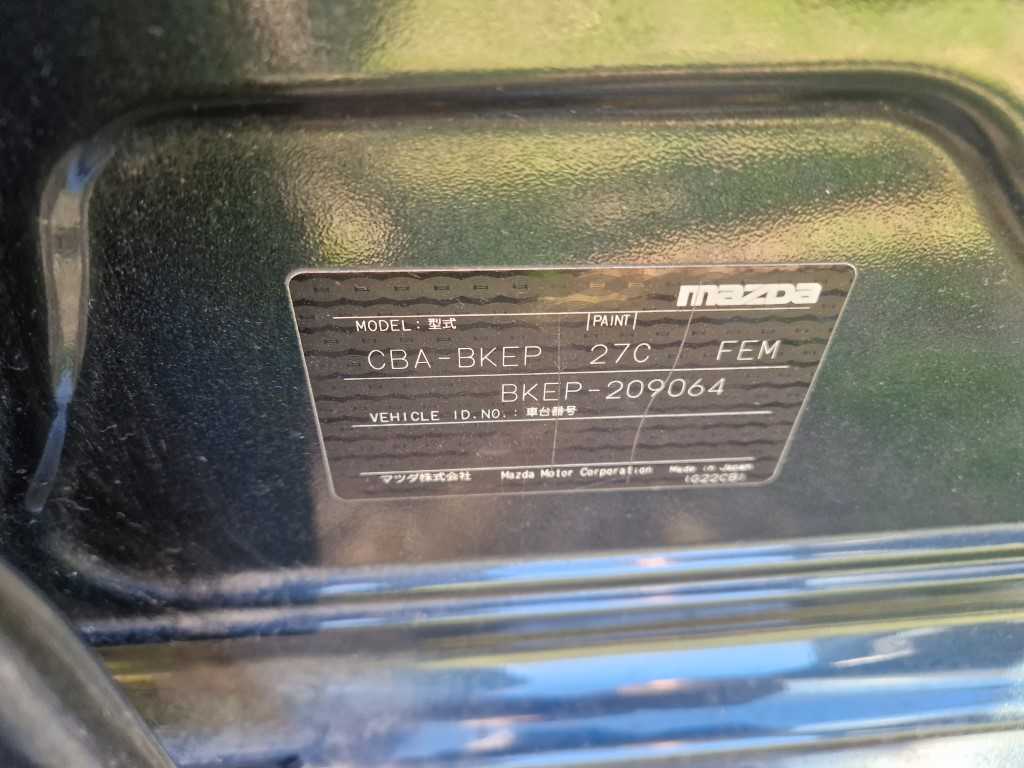 mazda
MODEL: 型式 PAINT
CBA-BKEP 27C FEM
BKEP-209064
VEHICLE ID.NO.: 車台番号
マツダ株式会社 Mazda Motor Corporation Made in Japan
(G22CB)